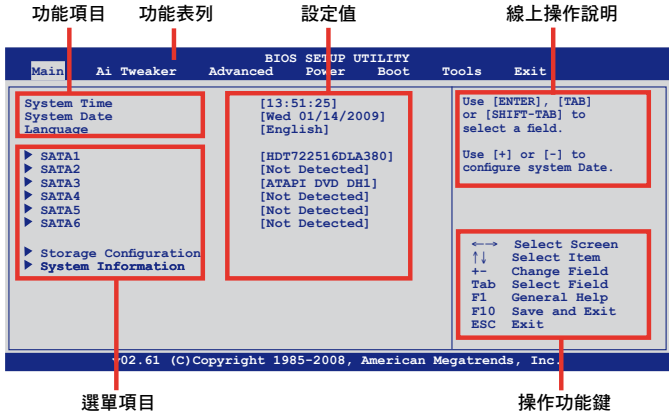 功能項目 功能表列 設定值 線上操作說明
BIOS SETUP UTILITY
Main Ai Tweaker Advanced Power Boot Tools Exit
System Time [13:51:25]
System Date [Wed 01/14/2009]
Language [English]
SATA1 [HDT722516DLA380]
SATA2 [Not Detected]
SATA3 [ATAPI DVD DH1]
SATA4 [Not Detected]
SATA5 [Not Detected]
SATA6 [Not Detected]
Storage Configuration
System Information
Use [ENTER], [TAB]
or [SHIFT-TAB] to
select a field.
Use [+] or [-] to
configure system Date.
←→ Select Screen
↑↓ Select Item
+- Change Field
Tab Select Field
F1 General Help
F10 Save and Exit
ESC Exit
v02.61 (C)Copyright 1985-2008, American Megatrends, Inc.
選單項目 操作功能鍵